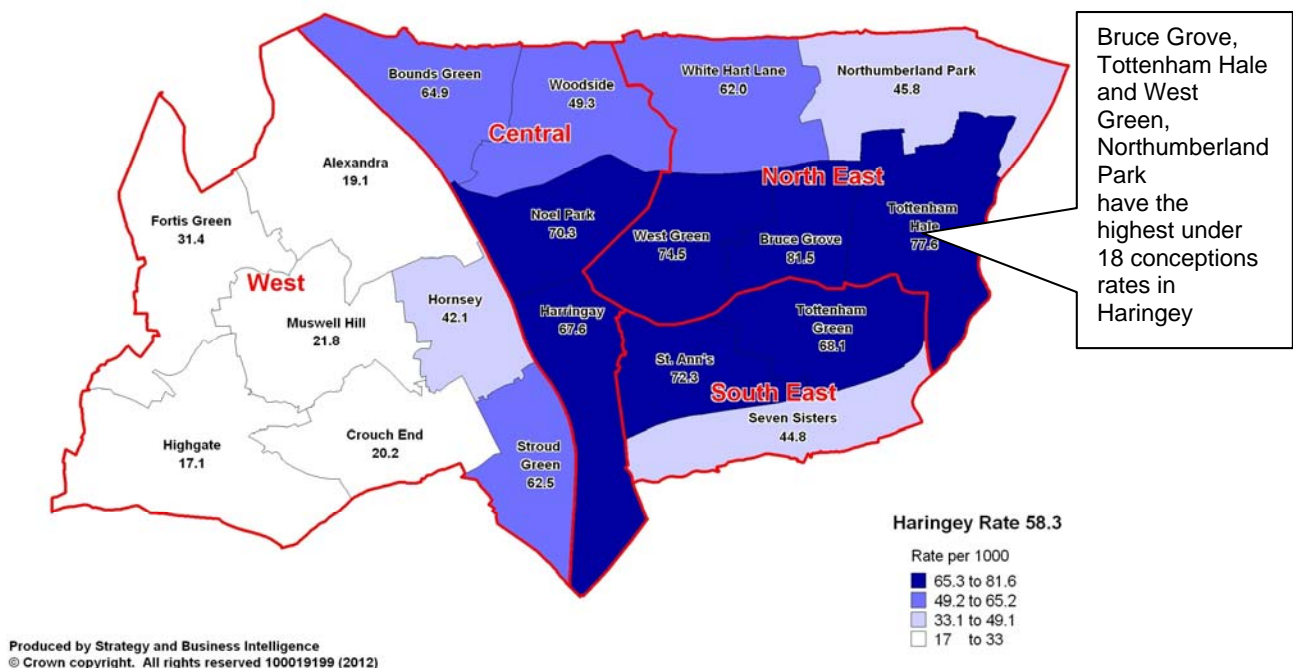 Bounds Green
64.9
Woodside
49.3
Central
White Hart Lane
62.0
Northumberland Park
45.8
Bruce Grove,
Tottenham Hale
and West
Green,
Northumberland
Park
have the
highest under
18 conceptions
rates in
Haringey
Alexandra
19.1
Fortis Green
31.4
West
Muswell Hill
21.8
Hornsey
42.1
Highgate
17.1
Crouch End
20.2
Stroud
Green
62.5
Noel Park
70.3
Harringay
67.6
North East
West Green
74.5
Bruce Grove
81.5
Tottenham
Hale
77.6
Tottenham
Green
68.1
St. Ann's
72.3
South East
Seven Sisters
44.8
Haringey Rate 58.3
Rate per 1000
65.3 to 81.6
49.2 to 65.2
33.1 to 49.1
17 to 33
Produced by Strategy and Business Intelligence
© Crown copyright. All rights reserved 100019199 (2012)